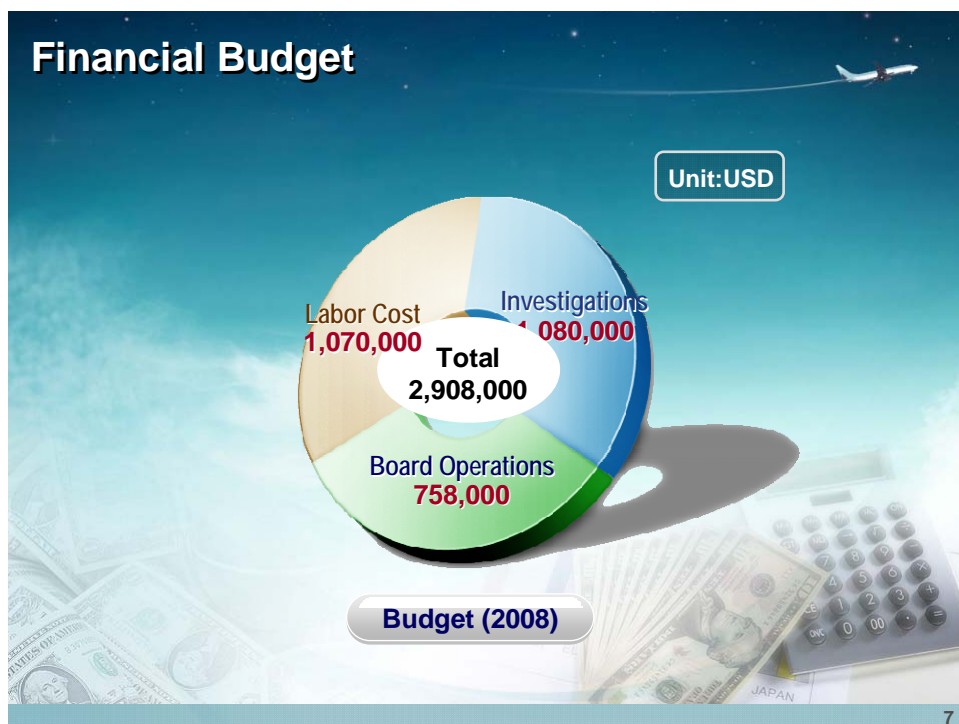 Financial Budget
Unit:USD
Labor Cost
1,070,000
Investigations
1,080,000
Total
2,908,000
Board Operations
758,000
Budget (2008)
JAPAN
7